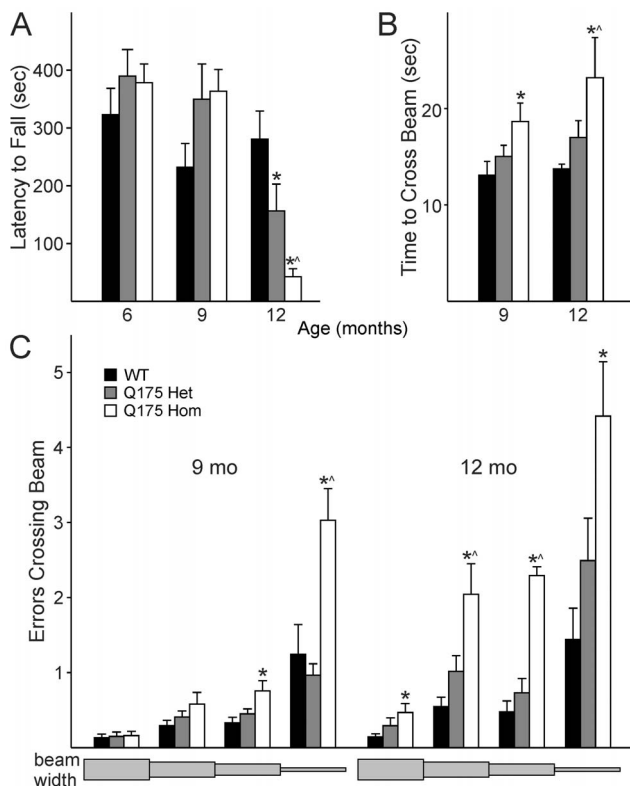 A
Latency to Fall (sec)
400
300
200
100
*
*^
6
9
12
B
Time to Cross Beam (sec)
20
10
*
*^
9
12
Age (months)
C
Errors Crossing Beam
5
4
3
2
1
WT
Q175 Het
Q175 Hom
9 mo
12 mo
*
*^
*
*^
*^
*
beam
width